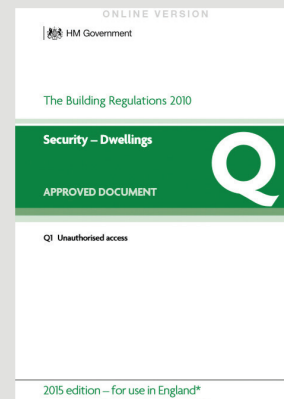 ONLINE VERSION
HM Government
The Building Regulations 2010
Security – Dwellings
Q
APPROVED DOCUMENT
Q1 Unauthorised access
2015 edition – for use in England*